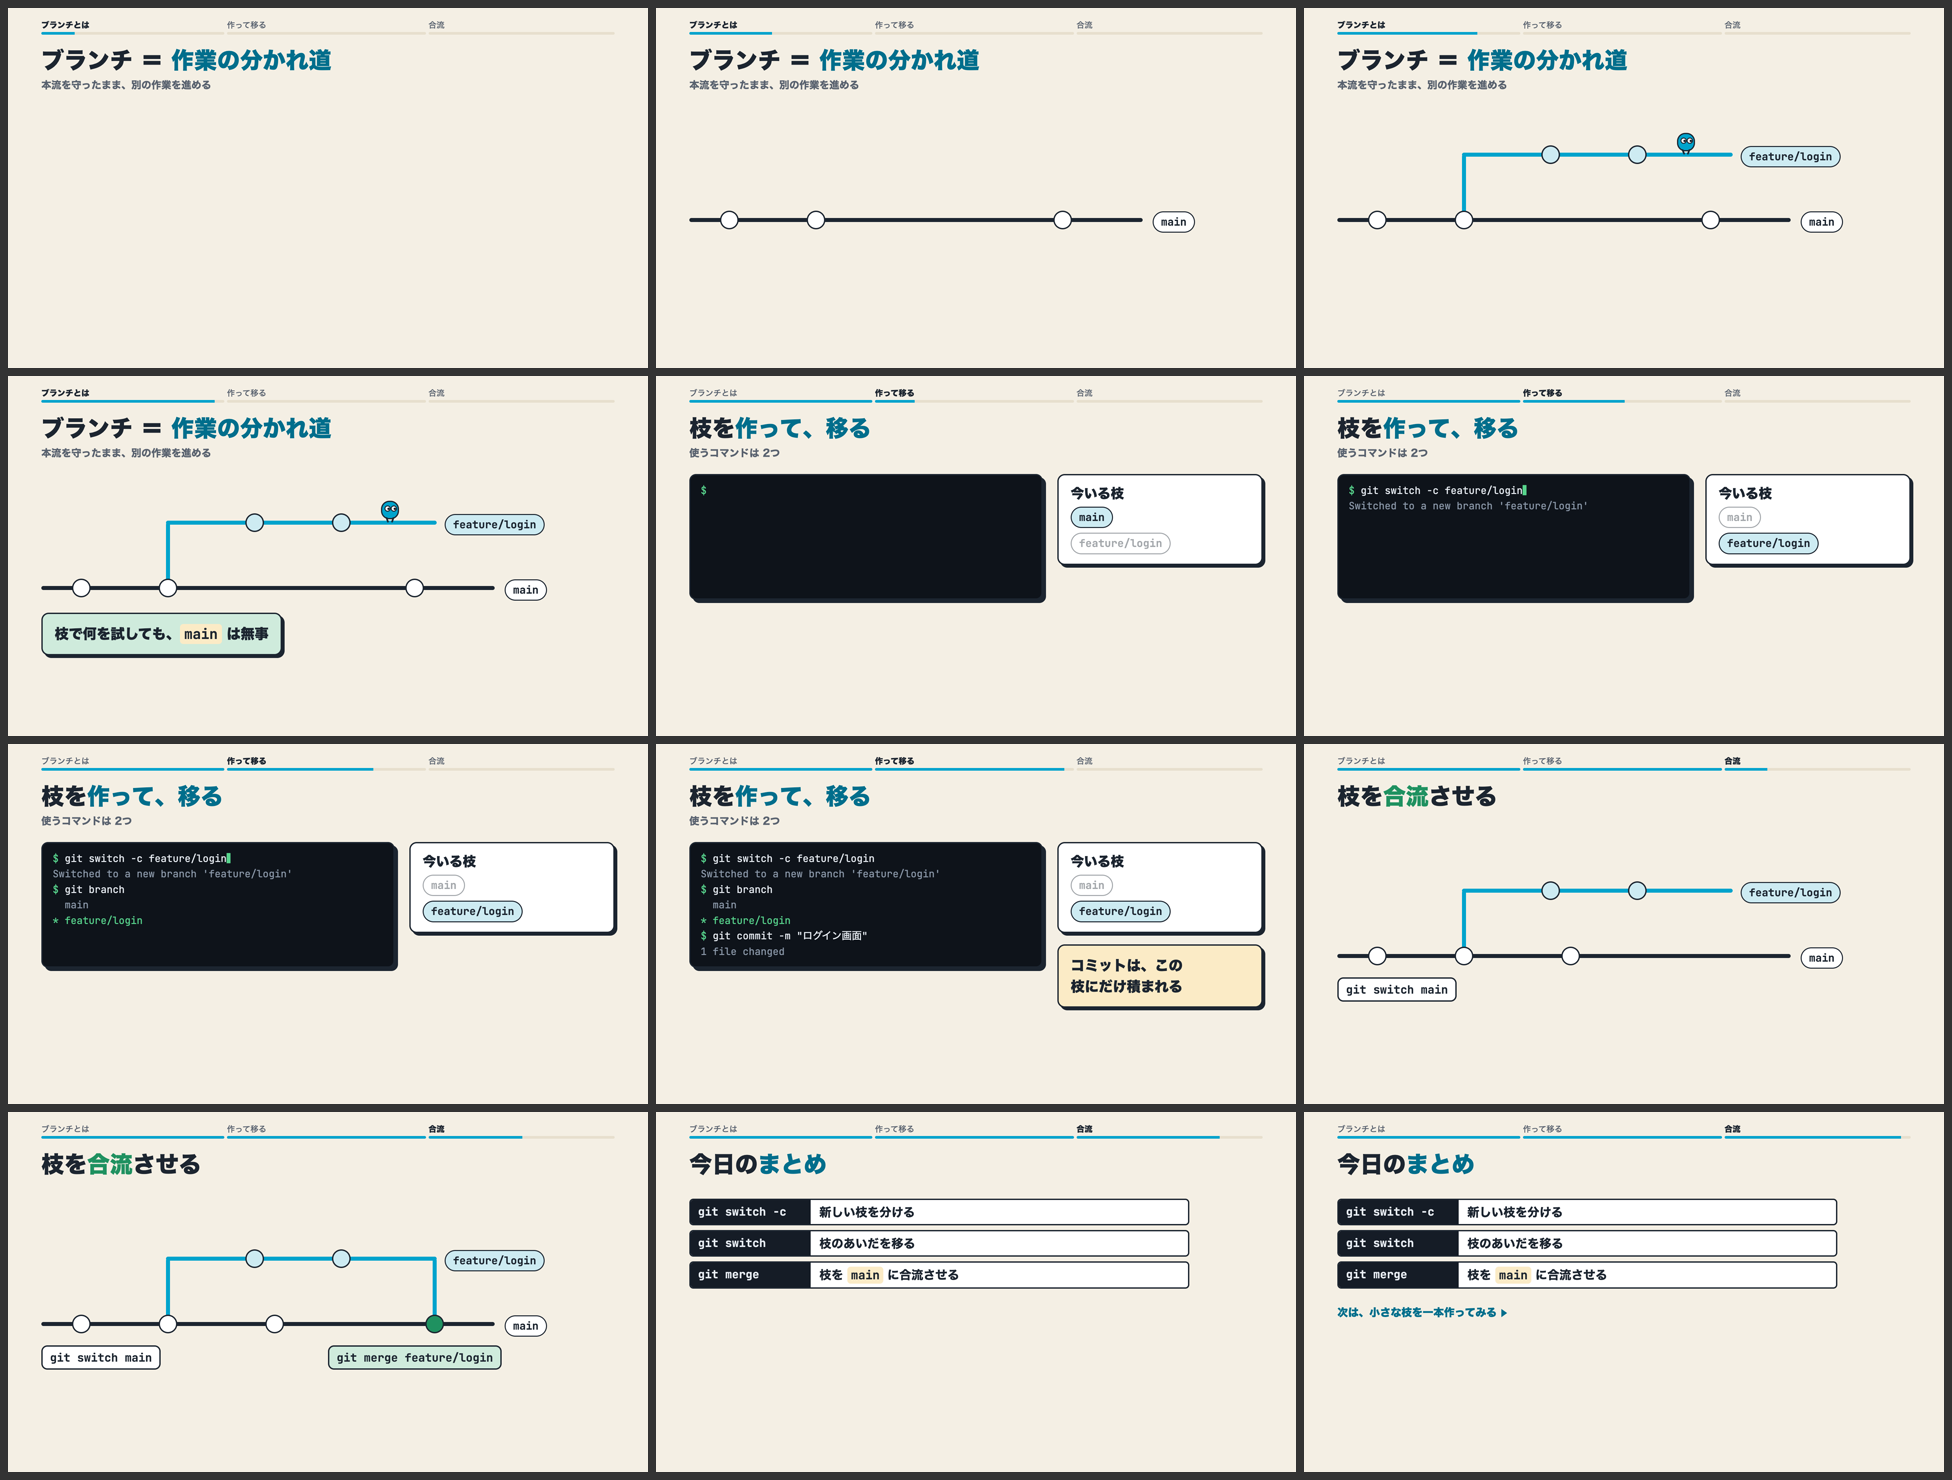 ブランチとは 作って移る 合流
ブランチ = 作業の分かれ道
本流を守ったまま、別の作業を進める
ブランチとは 作って移る 合流
ブランチ = 作業の分かれ道
本流を守ったまま、別の作業を進める
main
ブランチとは 作って移る 合流
ブランチ = 作業の分かれ道
本流を守ったまま、別の作業を進める
feature/login
main
ブランチとは 作って移る 合流
ブランチ = 作業の分かれ道
本流を守ったまま、別の作業を進める
feature/login
main
枝で何を試しても、 main は無事
ブランチとは 作って移る 合流
枝を作って、移る
使うコマンドは 2つ
$
今いる枝
main
feature/login
ブランチとは 作って移る 合流
枝を作って、移る
使うコマンドは 2つ
$ git switch -c feature/login
Switched to a new branch 'feature/login'
今いる枝
main
feature/login
ブランチとは 作って移る 合流
枝を作って、移る
使うコマンドは 2つ
$ git switch -c feature/login
Switched to a new branch 'feature/login'
$ git branch
main
* feature/login
今いる枝
main
feature/login
ブランチとは 作って移る 合流
枝を作って、移る
使うコマンドは 2つ
$ git switch -c feature/login
Switched to a new branch 'feature/login'
$ git branch
main
* feature/login
$ git commit -m "ログイン画面"
1 file changed
今いる枝
main
feature/login
コミットは、この
枝にだけ積まれる
ブランチとは 作って移る 合流
枝を合流させる
feature/login
main
git switch main
ブランチとは 作って移る 合流
枝を合流させる
feature/login
main
git switch main
git merge feature/login
ブランチとは 作って移る 合流
今日のまとめ
git switch -c 新しい枝を分ける
git switch 枝のあいだを移る
git merge 枝を main に合流させる
ブランチとは 作って移る 合流
今日のまとめ
git switch -c 新しい枝を分ける
git switch 枝のあいだを移る
git merge 枝を main に合流させる
次は、小さな枝を一本作ってみる